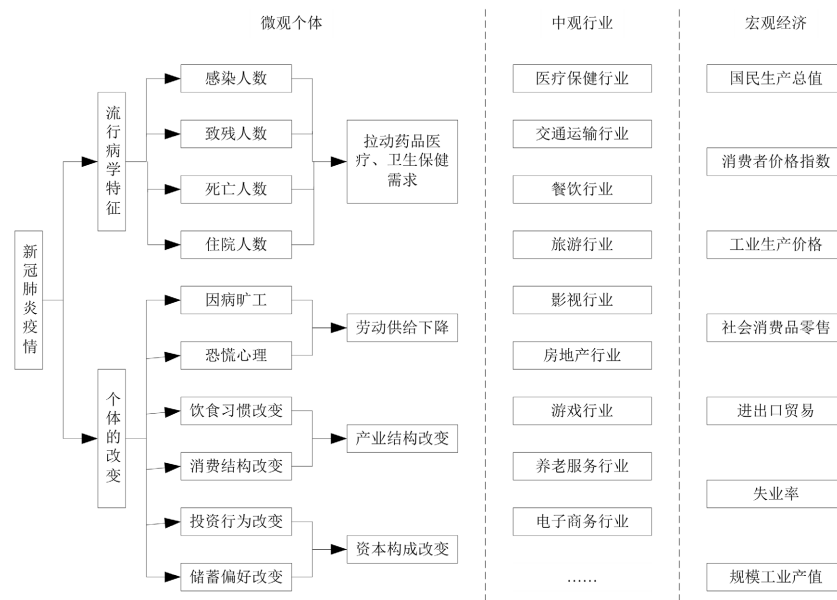 微观个体
中观行业
宏观经济
新冠肺炎疫情
流行病学特征
感染人数
致残人数
死亡人数
住院人数
拉动药品医
疗、卫生保健
需求
个体的改变
因病旷工
恐慌心理
饮食习惯改变
消费结构改变
投资行为改变
储蓄偏好改变
劳动供给下降
产业结构改变
资本构成改变
医疗保健行业
交通运输行业
餐饮行业
旅游行业
影视行业
房地产行业
游戏行业
养老服务行业
电子商务行业
……
国民生产总值
消费者价格指数
工业生产价格
社会消费品零售
进出口贸易
失业率
规模工业产值